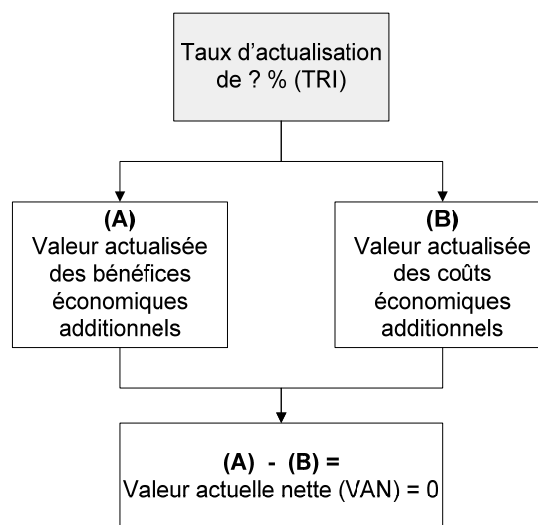 Taux d'actualisation
de ? % (TRI)
(A)
Valeur actualisée
des bénéfices
économiques
additionnels
(B)
Valeur actualisée
des coûts
économiques
additionnels
(A) - (B) =
Valeur actuelle nette (VAN) = 0